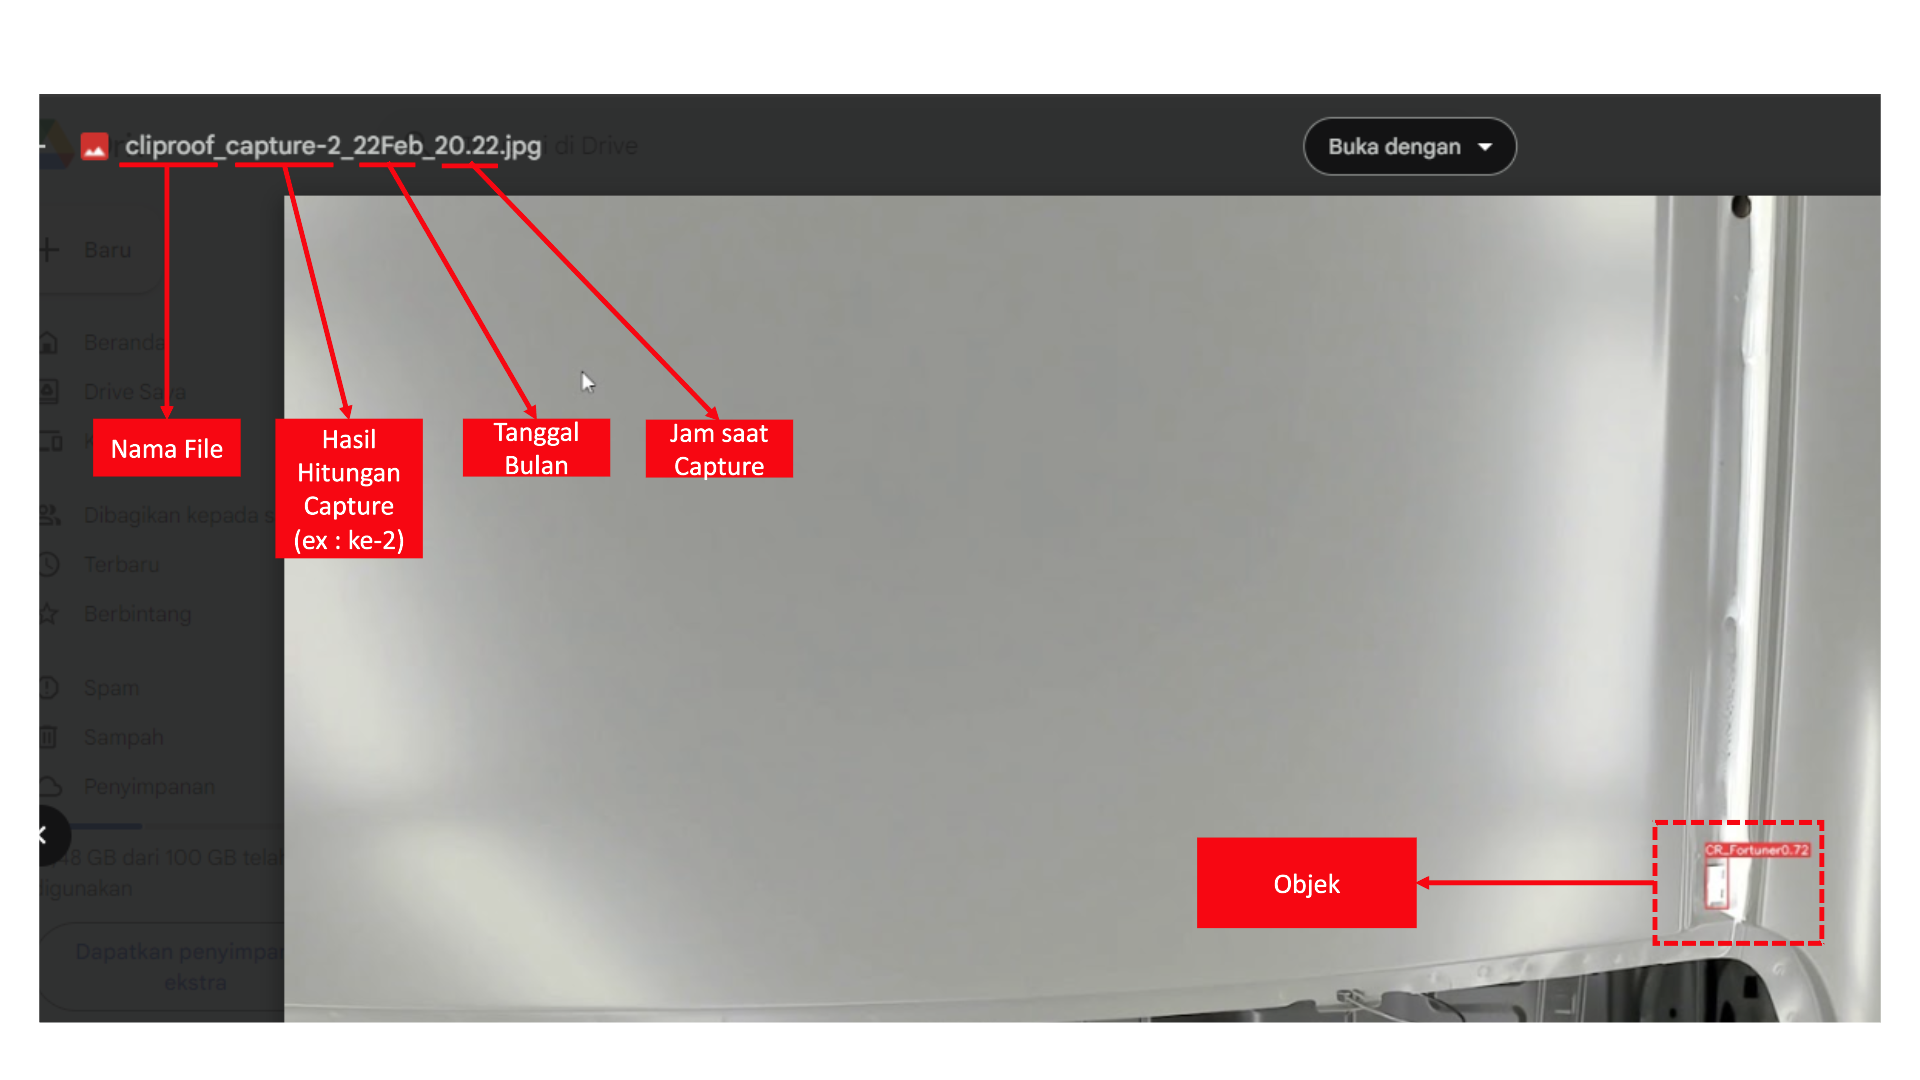 cliproof_capture-2_22Feb_20.22.jpg
di Drive
Buka dengan
Baru
Beranda
Drive Saya
Nama File
Hasil
Hitungan
Capture
(ex : ke-2)
Tanggal
Bulan
Jam saat
Capture
Dibagikan kepada s
Terbaru
Berbintang
Spam
Sampah
Penyimpanan
48 GB dari 100 GB telah
digunakan
Dapatkan penyimpa
ekstra
Objek
CR_Fortuner0.72